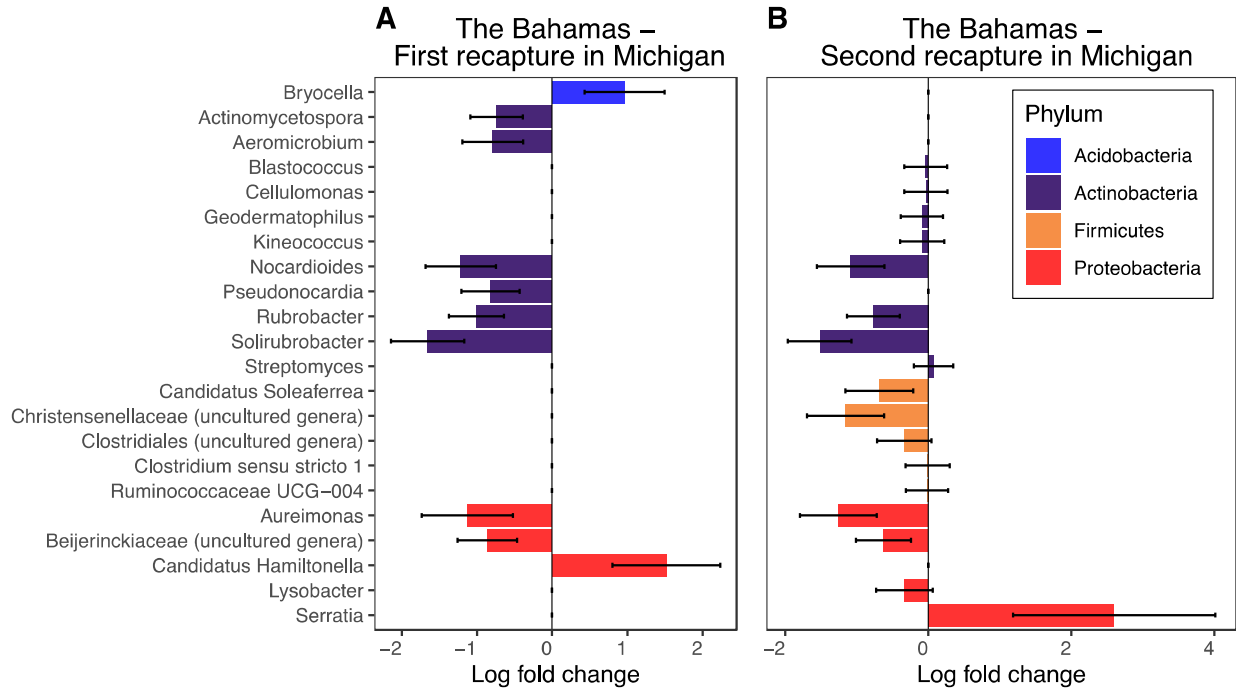 A
The Bahamas –
First recapture in Michigan
B
The Bahamas –
Second recapture in Michigan
Bryocella
Actinomycetospora
Aeromicrobium
Blastococcus
Cellulomonas
Geodermatophilus
Kineococcus
Nocardioides
Pseudonocardia
Rubrobacter
Solirubrobacter
Streptomyces
Candidatus Soleaferrea
Christensenellaceae (uncultured genera)
Clostridiales (uncultured genera)
Clostridium sensu stricto 1
Ruminococcaceae UCG−004
Aureimonas
Beijerinckiaceae (uncultured genera)
Candidatus Hamiltonella
Lysobacter
Serratia
−2 −1 0 1 2
Log fold change
−2 0 2 4
Log fold change
Phylum
Acidobacteria
Actinobacteria
Firmicutes
Proteobacteria